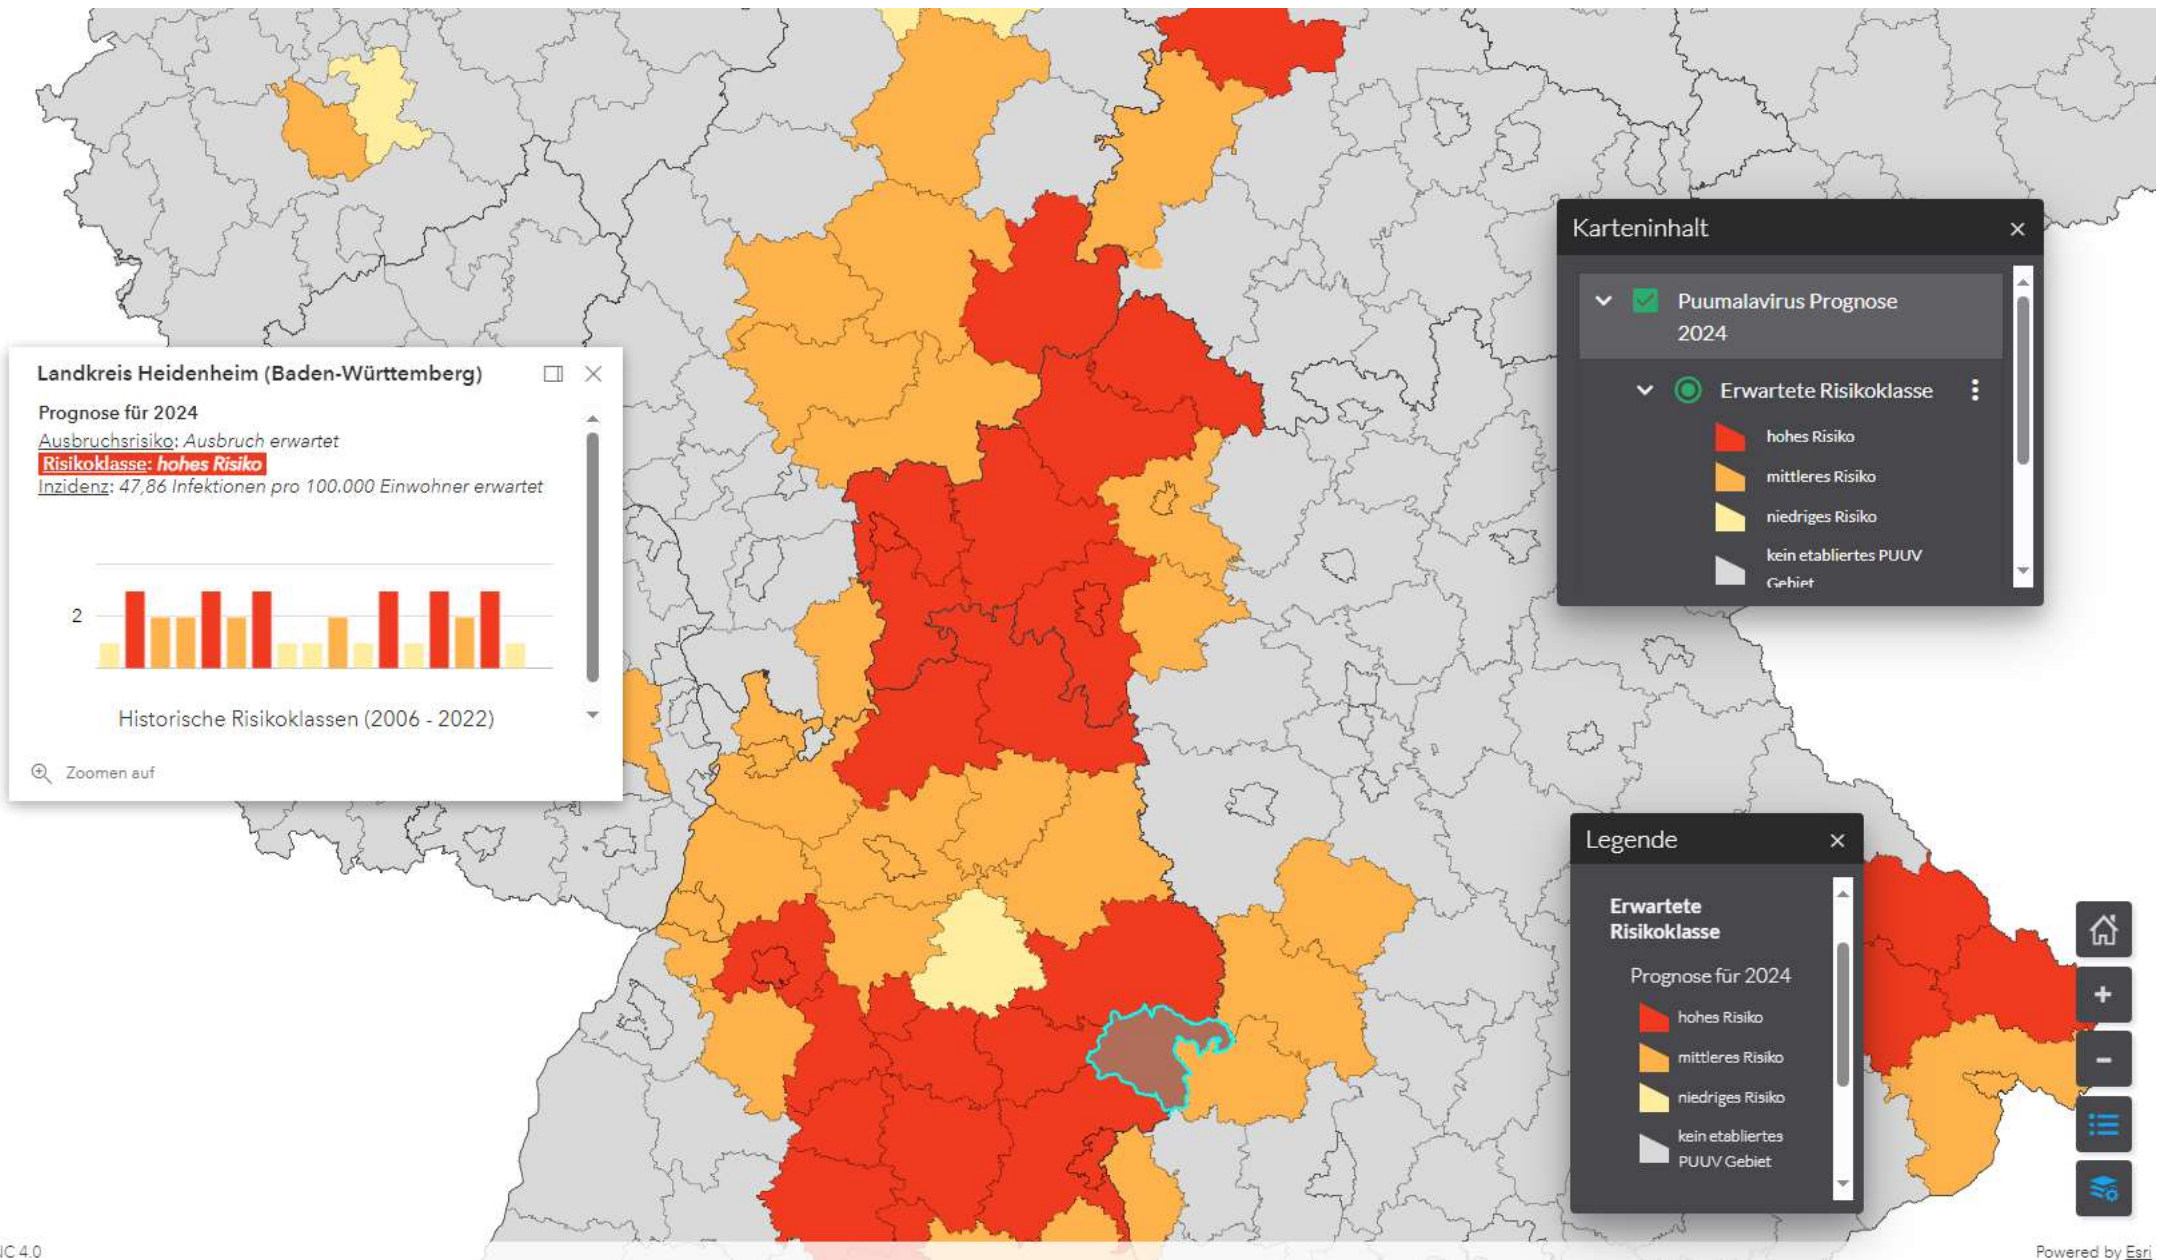 Karteninhalt
Puumalavirus Prognose
2024
Erwartete Risikoklasse
hohes Risiko
mittleres Risiko
niedriges Risiko
kein etabliertes PUUV
Gebiet
Landkreis Heidenheim (Baden-Württemberg)
Prognose für 2024
Ausbruchsrisiko: Ausbruch erwartet
Risikoklasse: hohes Risiko
Inzidenz: 47,86 Infektionen pro 100.000 Einwohner erwartet
2
Historische Risikoklassen (2006 - 2022)
Zoomen auf
Legende
Erwartete
Risikoklasse
Prognose für 2024
hohes Risiko
mittleres Risiko
niedriges Risiko
kein etabliertes
PUUV Gebiet
4.0
Powered by Esri